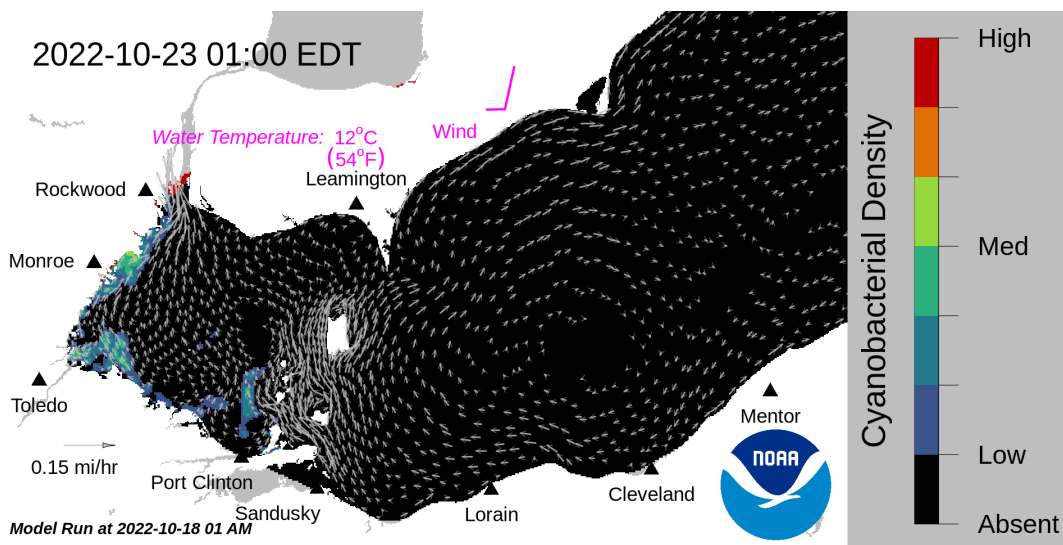 2022-10-23 01:00 EDT
High
Wind
Water Temperature: 12°C
(54°F)
Leamington
Rockwood
Cyanobacterial Density
Med
Monroe
Toledo
Mentor
0.15 mi/hr
NOAA
Low
Port Clinton
Cleveland
Sandusky
Lorain
Model Run at 2022-10-18 01 AM
Absent